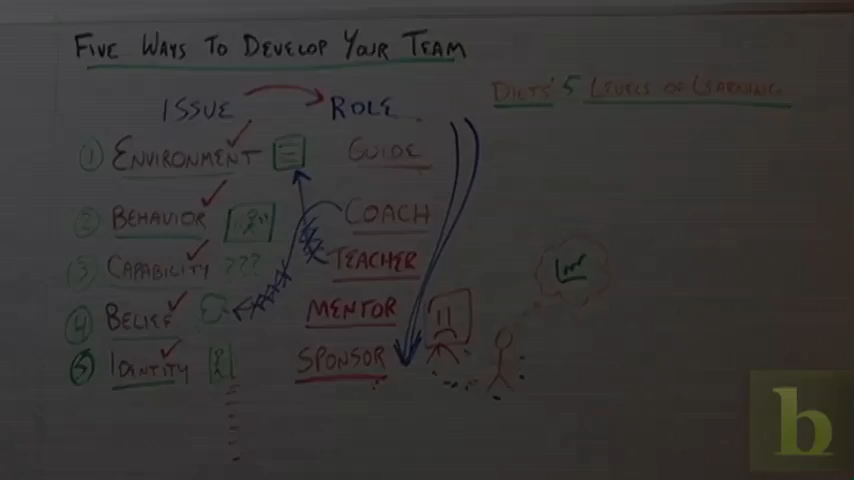 FIVE WAYS TO DEVELOP YOUR TEAM
DILTS' 5 LEVELS OF LEARNING
ISSUE ROLE
1 ENVIRONMENT GUIDE
2 BEHAVIOR COACH
3 CAPABILITY ??? TEACHER
4 BELIEF MENTOR
5 IDENTITY SPONSOR
b